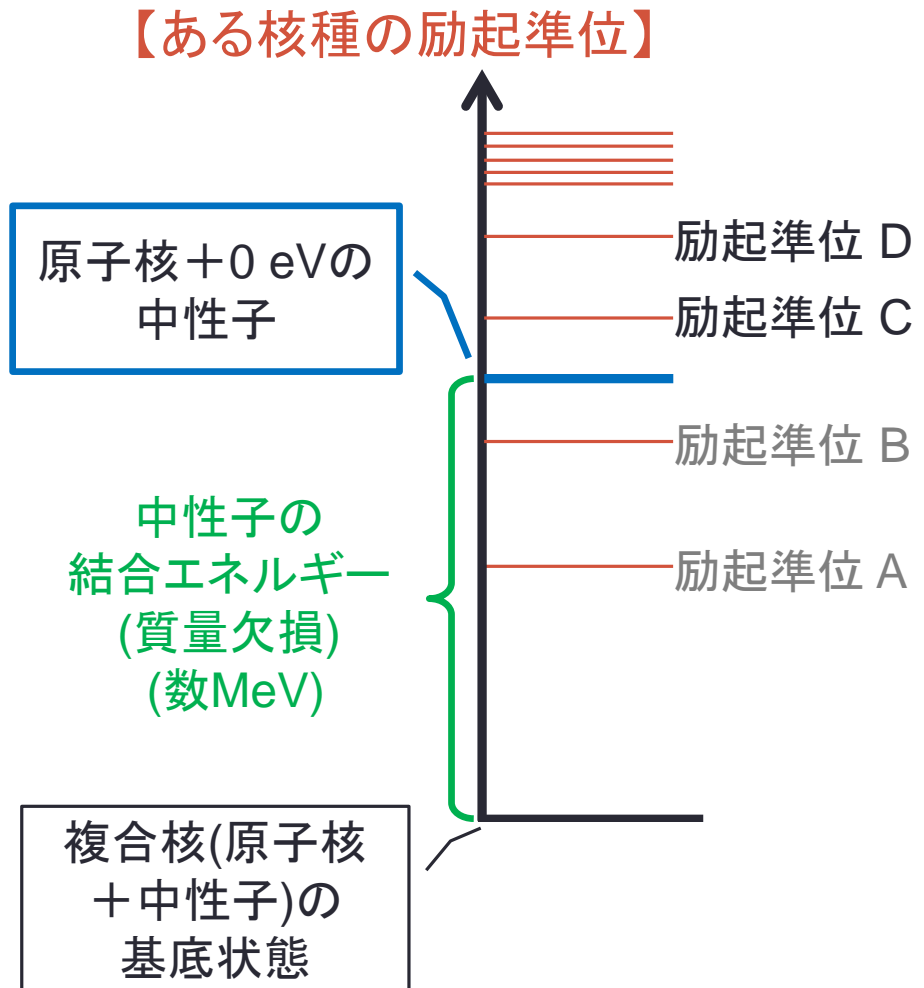 【ある核種の励起準位】
原子核＋0 eVの
中性子
励起準位 D
励起準位 C
励起準位 B
励起準位 A
中性子の
結合エネルギー
(質量欠損)
(数MeV)
複合核(原子核
＋中性子)の
基底状態